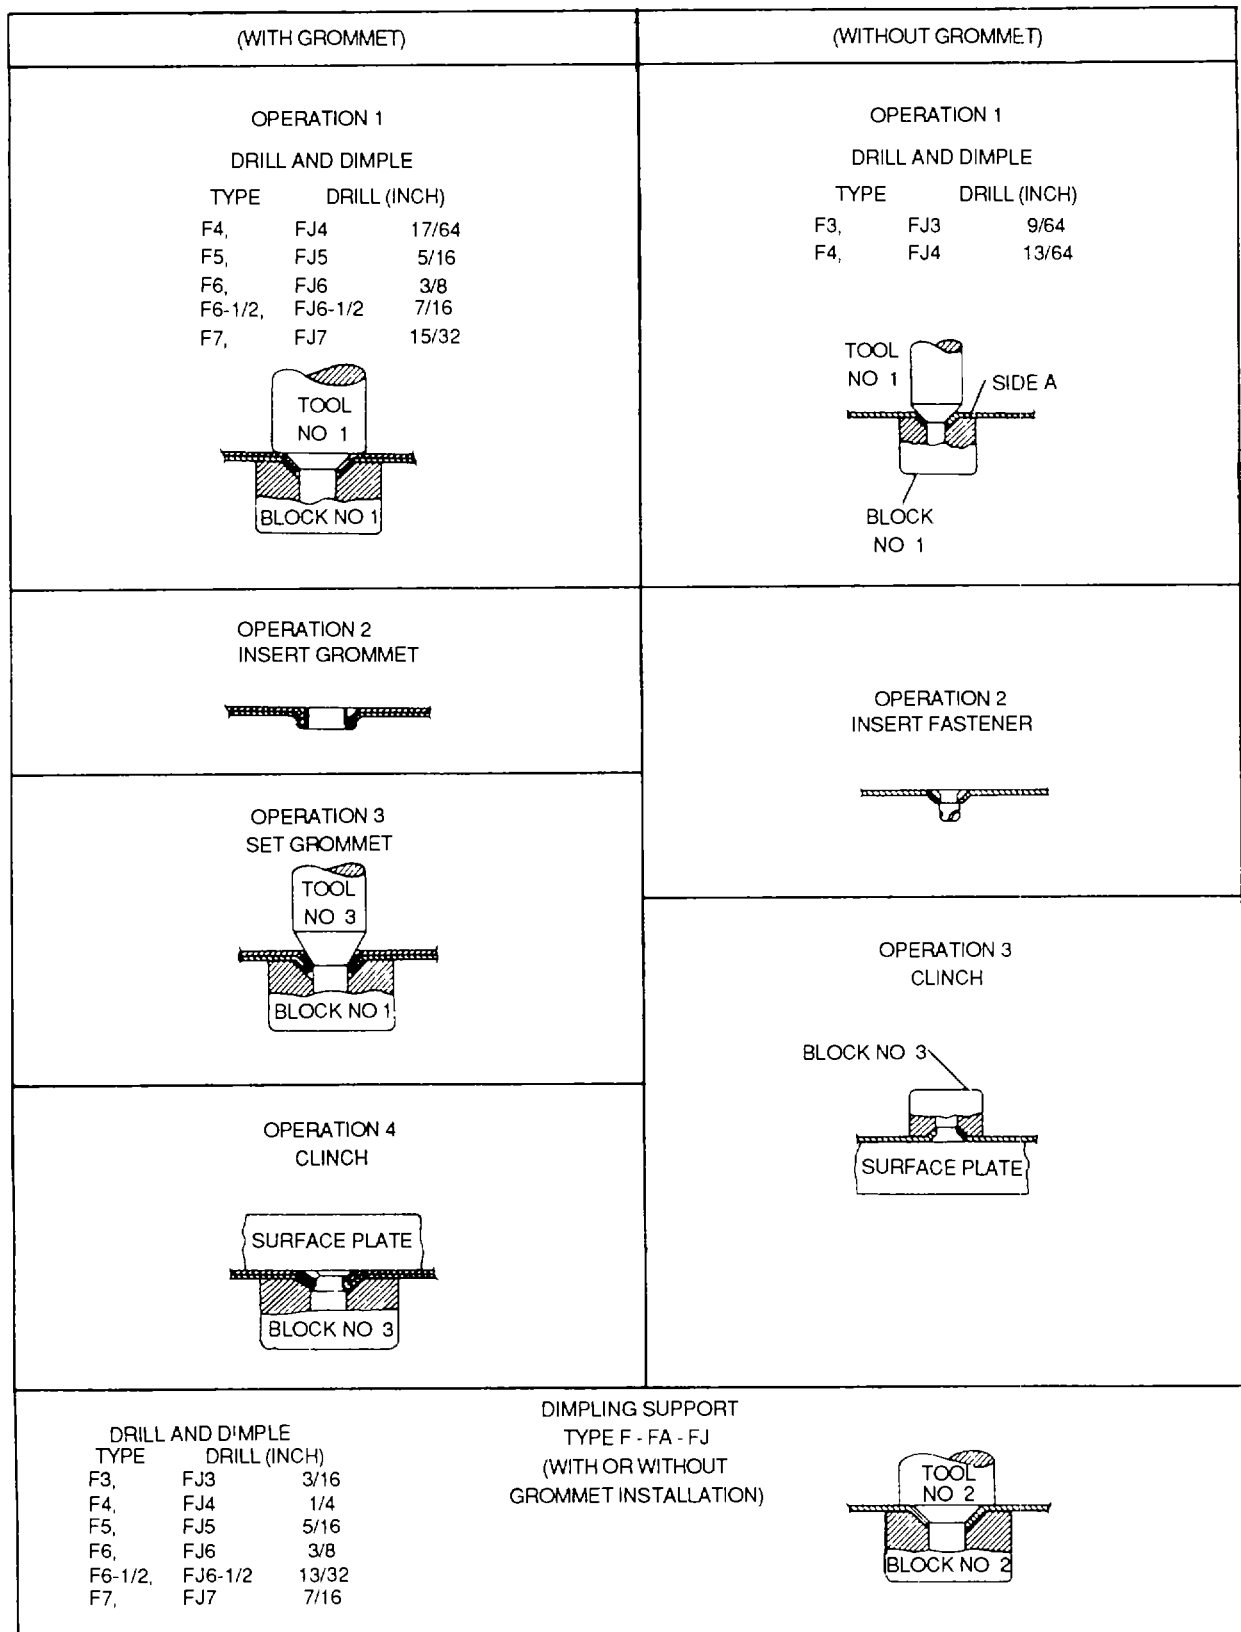 (WITH GROMMET)
OPERATION 1
DRILL AND DIMPLE
TYPE DRILL (INCH)
F4, FJ4 17/64
F5, FJ5 5/16
F6, FJ6 3/8
F6-1/2, FJ6-1/2 7/16
F7, FJ7 15/32
TOOL
NO 1
BLOCK NO 1
OPERATION 2
INSERT GROMMET
OPERATION 3
SET GROMMET
TOOL
NO 3
BLOCK NO 1
OPERATION 4
CLINCH
SURFACE PLATE
BLOCK NO 3
(WITHOUT GROMMET)
OPERATION 1
DRILL AND DIMPLE
TYPE DRILL (INCH)
F3, FJ3 9/64
F4, FJ4 13/64
TOOL
NO 1
SIDE A
BLOCK
NO 1
OPERATION 2
INSERT FASTENER
OPERATION 3
CLINCH
BLOCK NO 3
SURFACE PLATE
DRILL AND DIMPLE
TYPE DRILL (INCH)
F3, FJ3 3/16
F4, FJ4 1/4
F5, FJ5 5/16
F6, FJ6 3/8
F6-1/2, FJ6-1/2 13/32
F7, FJ7 7/16
DIMPLING SUPPORT
TYPE F - FA - FJ
(WITH OR WITHOUT
GROMMET INSTALLATION)
TOOL
NO 2
BLOCK NO 2